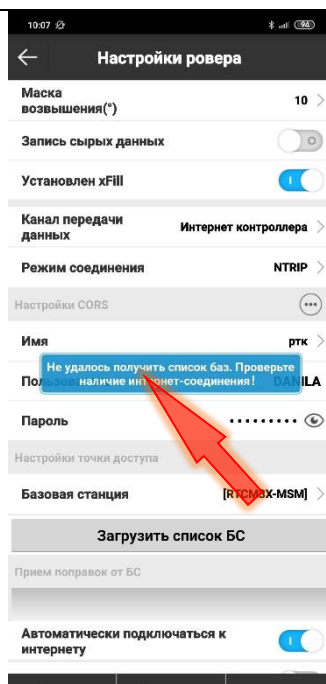 10:07
94
Настройки ровера
Маска
возвышения(°)
10
Запись сырых данных
Установлен xFill
Канал передачи
данных
Интернет контроллера
Режим соединения
NTRIP
Настройки CORS
Имя
ртк
Не удалось получить список баз. Проверьте
наличие интернет-соединения!
Пароль
Настройки точки доступа
Базовая станция
[RTCM3X-MSM]
Загрузить список БС
Прием поправок от БС
Автоматически подключаться к
интернету